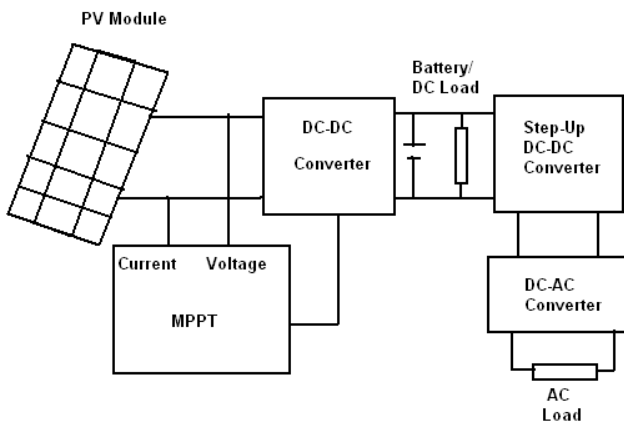 PV Module
Battery/
DC Load
DC-DC
Converter
Step-Up
DC-DC
Converter
Current Voltage
MPPT
DC-AC
Converter
AC
Load